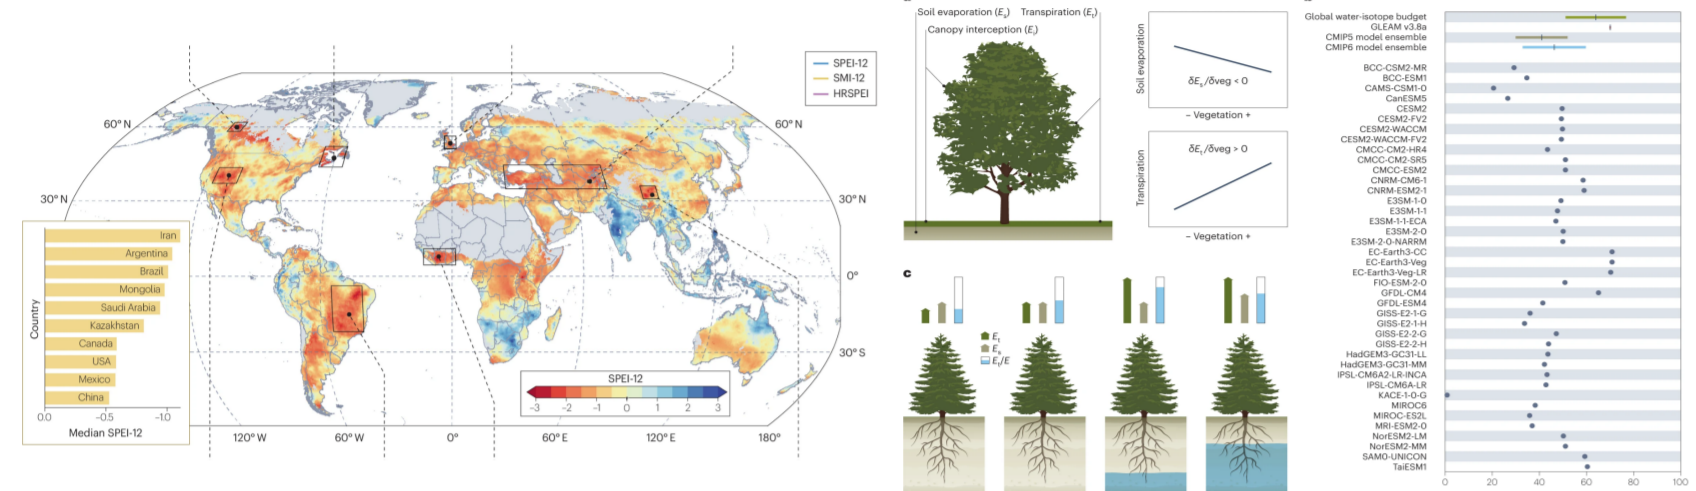 SPEI-12
SMI-12
HRSPEI
60° N
60° N
30° N
30° N
0°
30° S
120° W
60° W
0°
60° E
120° E
180°
SPEI-12
-3 -2 -1 0 1 2 3
Country
Iran
Argentina
Brazil
Mongolia
Saudi Arabia
Kazakhstan
Canada
USA
Mexico
China
0.0 -0.5 -10
Median SPEI-12
Soil evaporation (Es)
Transpiration (Et)
Canopy interception (Ei)
Soil evaporation
δEs/δveg < 0
– Vegetation +
Transpiration
δEt/δveg > 0
– Vegetation +
c
Et
Es
Et/E
Global water-isotope budget
GLEAM v3.8a
CMIP5 model ensemble
CMIP6 model ensemble
BCC-CSM2-MR
BCC-ESM1
CAMS-CSM1-0
CanESM5
CESM2
CESM2-FV2
CESM2-WACCM
CESM2-WACCM-FV2
CMCC-CM2-HR4
CMCC-CM2-SR5
CMCC-ESM2
CNRM-CM6-1
CNRM-ESM2-1
E3SM-1-0
E3SM-1-1
E3SM-1-1-ECA
E3SM-2-0
E3SM-2-0-NARRM
EC-Earth3-CC
EC-Earth3-Veg
EC-Earth3-Veg-LR
FIO-ESM-2-0
GFDL-CM4
GFDL-ESM4
GISS-E2-1-G
GISS-E2-1-H
GISS-E2-2-G
GISS-E2-2-H
HadGEM3-GC31-LL
HadGEM3-GC31-MM
IPSL-CM6A2-LR-INCA
IPSL-CM6A-LR
KACE-1-0-G
MIROC6
MIROC-ES2L
MRI-ESM2-0
NorESM2-LM
NorESM2-MM
SAM0-UNICON
TaiESM1
0 20 40 60 80 100